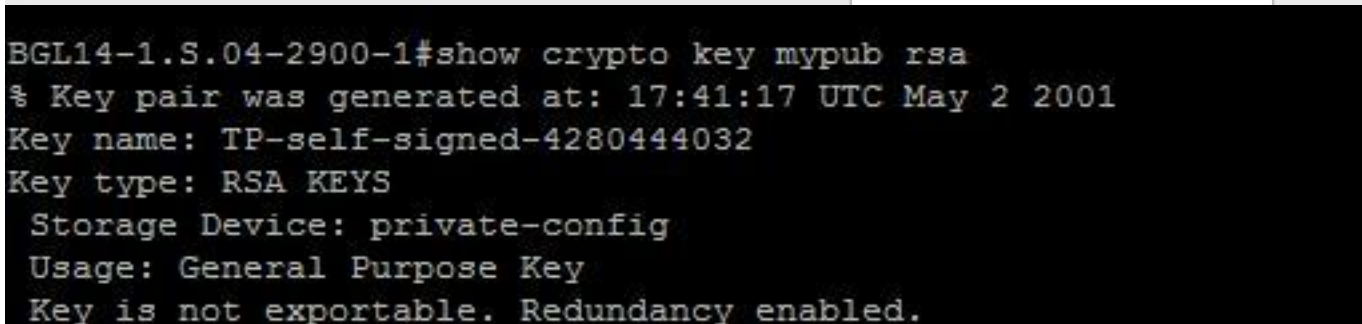 BGL14-1.S.04-2900-1#show crypto key mypub rsa
% Key pair was generated at: 17:41:17 UTC May 2 2001
Key name: TP-self-signed-4280444032
Key type: RSA KEYS
Storage Device: private-config
Usage: General Purpose Key
Key is not exportable. Redundancy enabled.